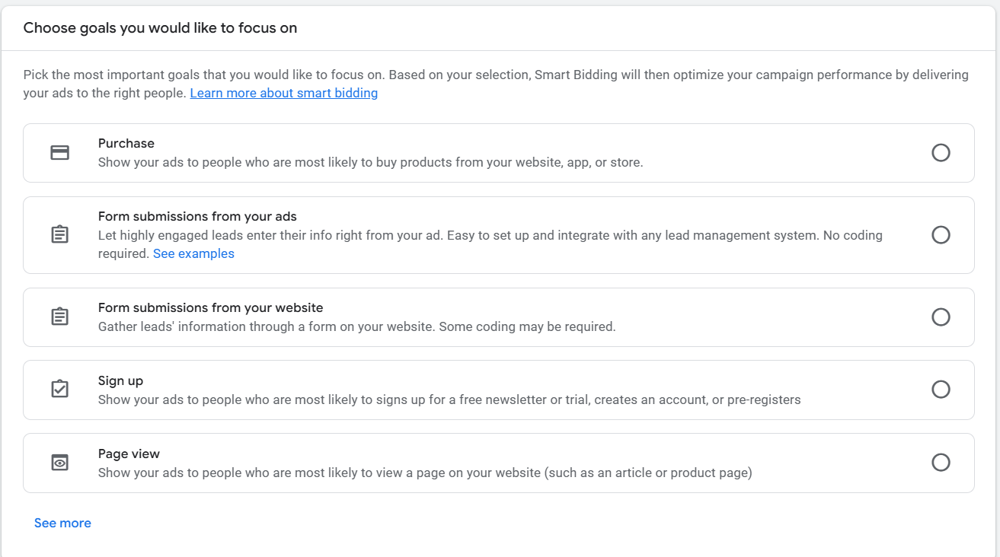 Choose goals you would like to focus on
Pick the most important goals that you would like to focus on. Based on your selection, Smart Bidding will then optimize your campaign performance by delivering
your ads to the right people. Learn more about smart bidding
Purchase
Show your ads to people who are most likely to buy products from your website, app, or store.
Form submissions from your ads
Let highly engaged leads enter their info right from your ad. Easy to set up and integrate with any lead management system. No coding
required. See examples
Form submissions from your website
Gather leads' information through a form on your website. Some coding may be required.
Sign up
Show your ads to people who are most likely to signs up for a free newsletter or trial, creates an account, or pre-registers
Page view
Show your ads to people who are most likely to view a page on your website (such as an article or product page)
See more